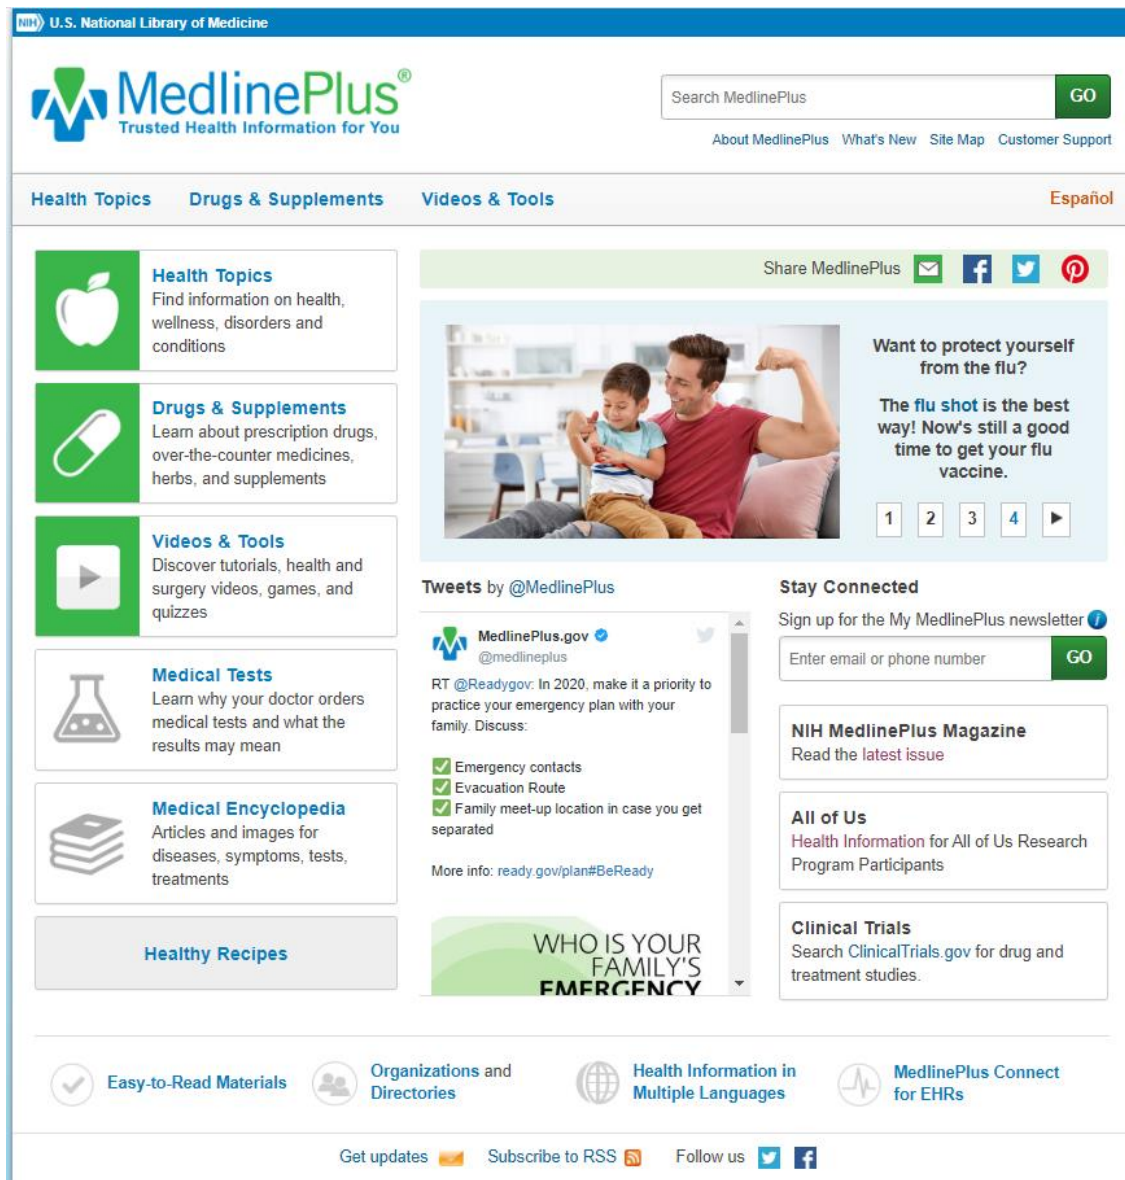 NIH U.S. National Library of Medicine
MedlinePlus®
Trusted Health Information for You
Search MedlinePlus
GO
About MedlinePlus What's New Site Map Customer Support
Health Topics Drugs & Supplements Videos & Tools Español
Health Topics
Find information on health,
wellness, disorders and
conditions
Drugs & Supplements
Learn about prescription drugs,
over-the-counter medicines,
herbs, and supplements
Videos & Tools
Discover tutorials, health and
surgery videos, games, and
quizzes
Medical Tests
Learn why your doctor orders
medical tests and what the
results may mean
Medical Encyclopedia
Articles and images for
diseases, symptoms, tests,
treatments
Healthy Recipes
Share MedlinePlus
Want to protect yourself
from the flu?
The flu shot is the best
way! Now's still a good
time to get your flu
vaccine.
1 2 3 4
Tweets by @MedlinePlus
MedlinePlus.gov
@medlineplus
RT @Readygov: In 2020, make it a priority to
practice your emergency plan with your
family. Discuss:
Emergency contacts
Evacuation Route
Family meet-up location in case you get
separated
More info: ready.gov/plan#BeReady
WHO IS YOUR
FAMILY'S
EMERGENCY
Stay Connected
Sign up for the My MedlinePlus newsletter i
Enter email or phone number
GO
NIH MedlinePlus Magazine
Read the latest issue
All of Us
Health Information for All of Us Research
Program Participants
Clinical Trials
Search ClinicalTrials.gov for drug and
treatment studies.
Easy-to-Read Materials
Organizations and
Directories
Health Information in
Multiple Languages
MedlinePlus Connect
for EHRs
Get updates Subscribe to RSS Follow us